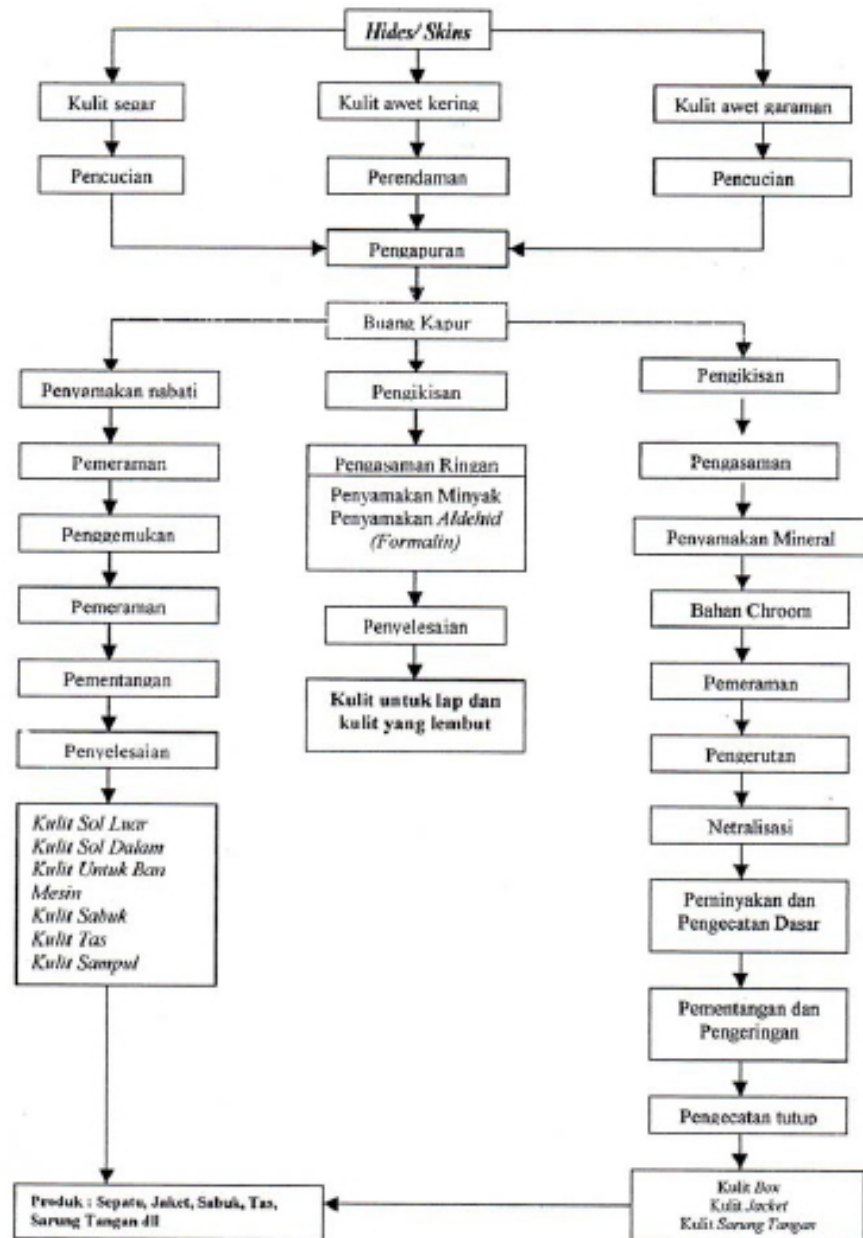 Hides/ Skins
Kulit segar
Kulit awet kering
Kulit awet garaman
Pencucian
Perendaman
Pencucian
Pengapuran
Buang Kapur
Penyamakan nabati
Pemeraman
Penggemukan
Pemeraman
Pementangan
Penyelesaian
Kulit Sol Luar
Kulit Sol Dalam
Kulit Untuk Ban
Mesin
Kulit Sabuk
Kulit Tas
Kulit Sampul
Pengikisan
Pengasaman Ringan
Penyamakan Minyak
Penyamakan Aldehid
(Formalin)
Penyelesaian
Kulit untuk lap dan
kulit yang lembut
Pengikisan
Pengasaman
Penyamakan Mineral
Bahan Chroom
Pemeraman
Pengerutan
Netralisasi
Peminyakan dan
Pengecatan Dasar
Pementangan dan
Pengeringan
Pengecatan tutup
Kulit Box
Kulit Jacket
Kulit Sarung Tangan
Produk : Sepatu, Jaket, Sabuk, Tas,
Sarung Tangan dll